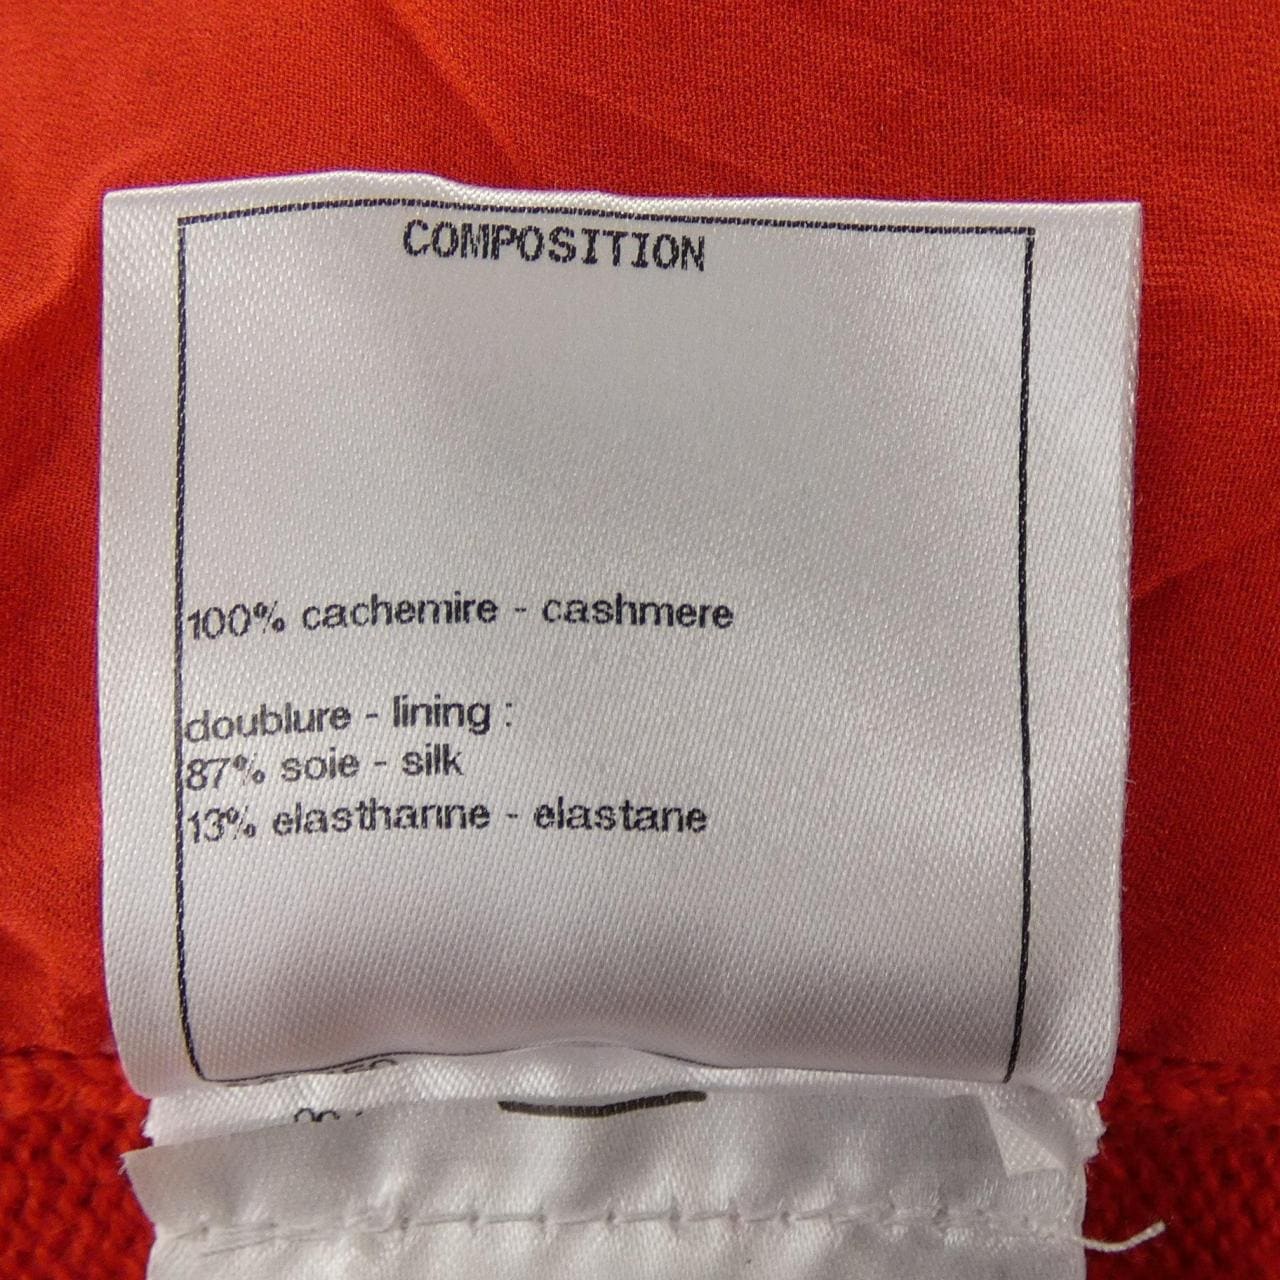 COMPOSITION
100% cachemire - cashmere
doublure - lining :
87% soie - silk
13% elasthanne - elastane